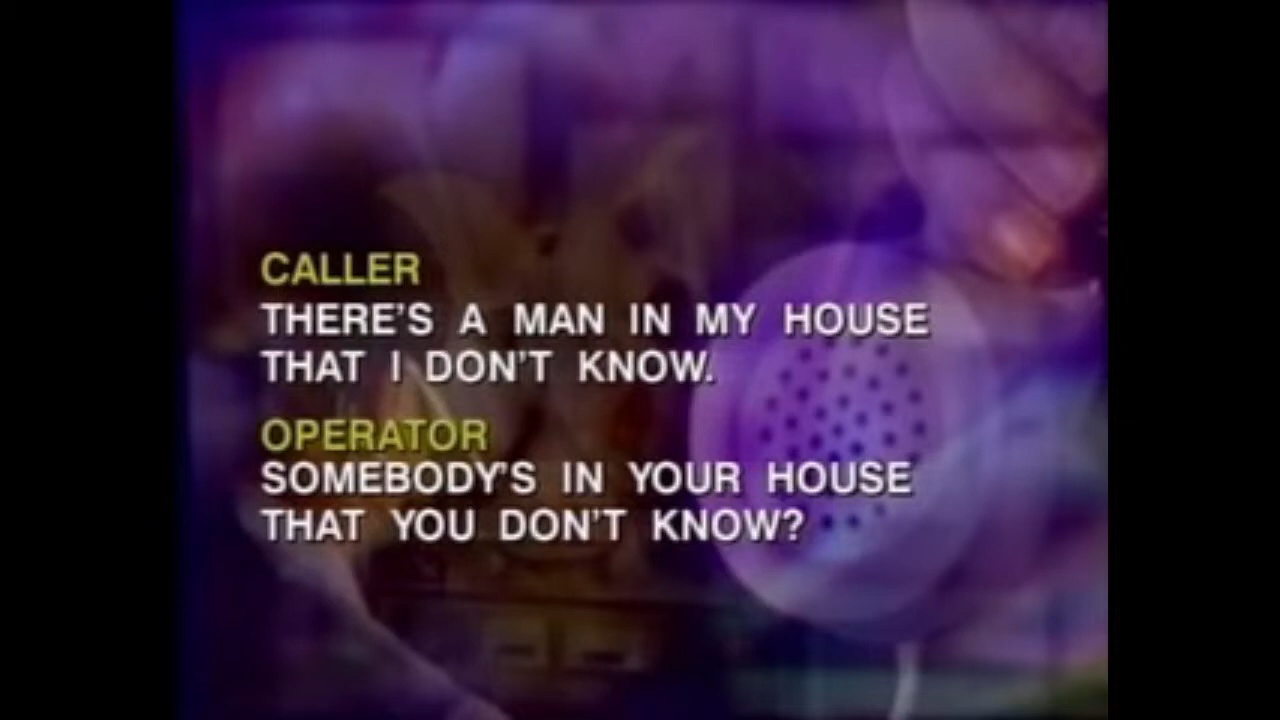 CALLER
THERE'S A MAN IN MY HOUSE
THAT I DON'T KNOW.
OPERATOR
SOMEBODY'S IN YOUR HOUSE
THAT YOU DON'T KNOW?